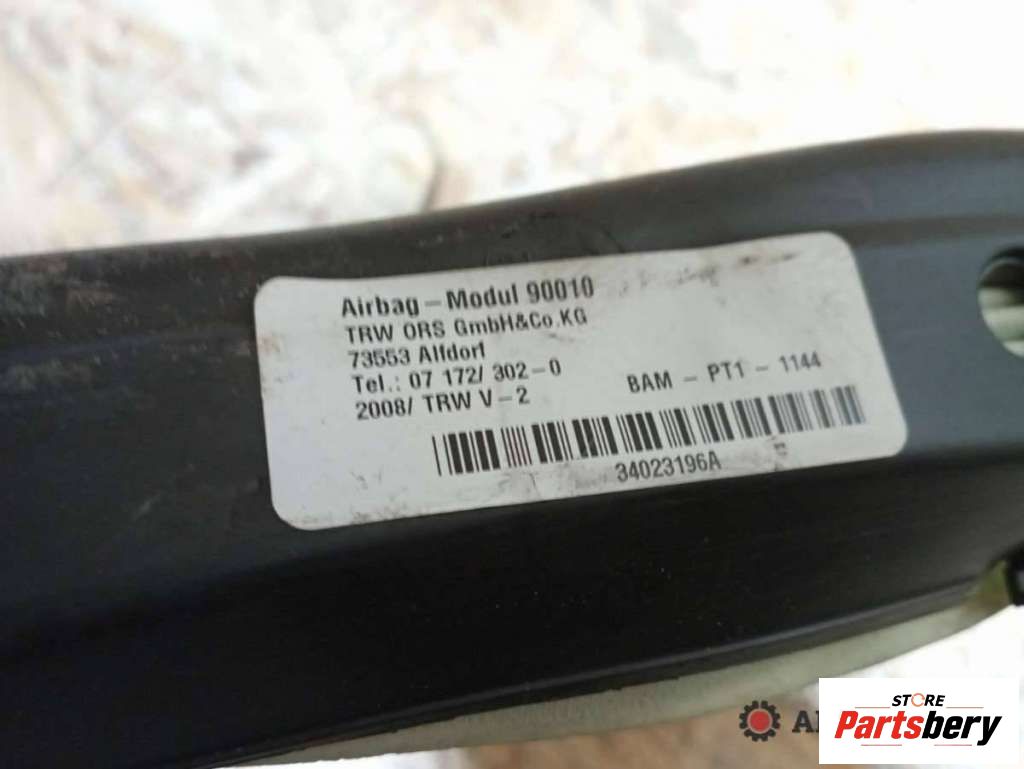 Airbag – Modul 90010
TRW ORS GmbH&Co.KG
73553 Alfdorf
Tel.: 07 172/ 302-0
2008/ TRW V-2
BAM - PT1 - 1144
34023196A
STORE
Partsbery